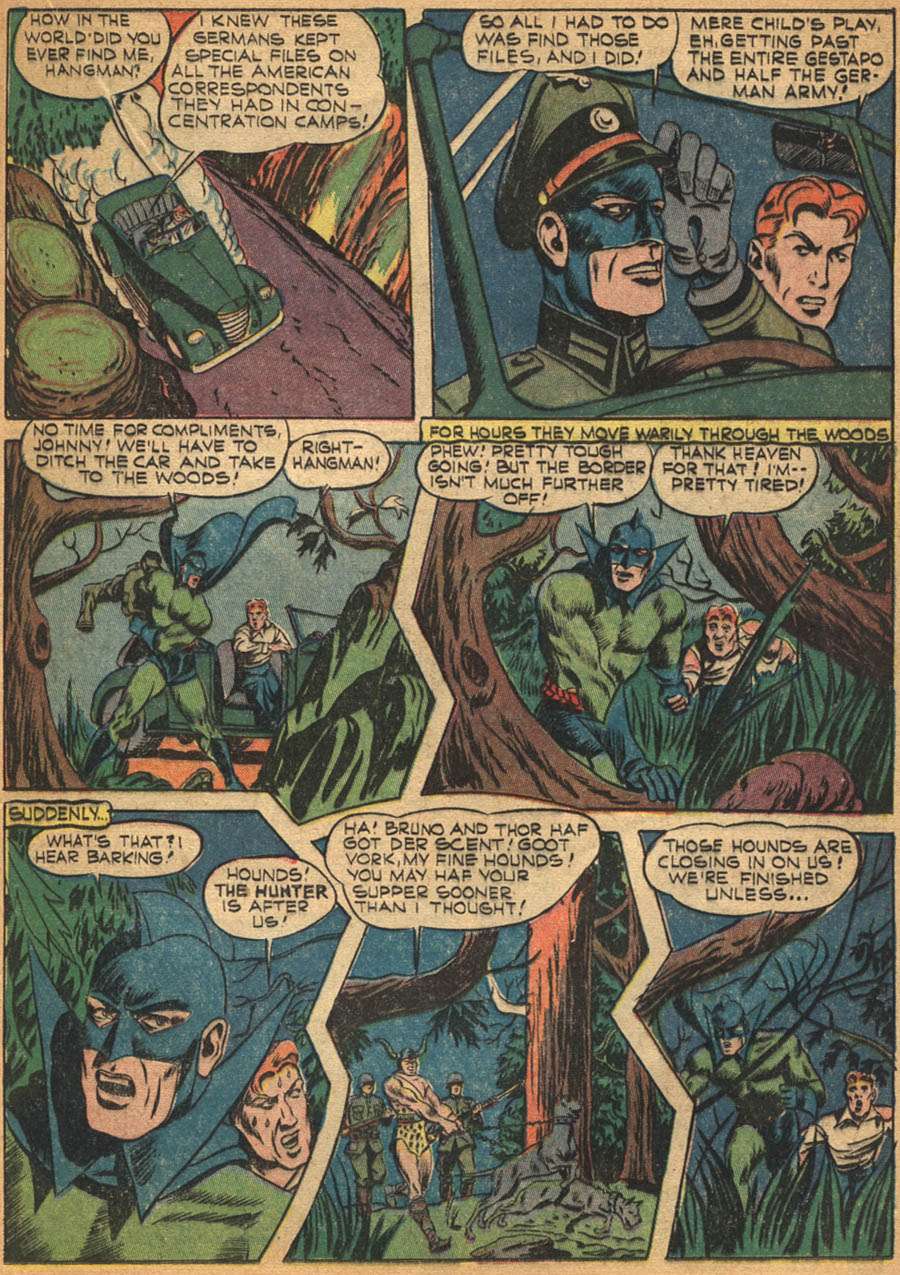 HOW IN THE
WORLD DID YOU
EVER FIND ME,
HANGMAN?
I KNEW THESE
GERMANS KEPT
SPECIAL FILES ON
ALL THE AMERICAN
CORRESPONDENTS
THEY HAD IN CON-
CENTRATION CAMPS!
SO ALL I HAD TO DO
WAS FIND THOSE
FILES, AND I DID!
MERE CHILD'S PLAY,
EH, GETTING PAST
THE ENTIRE GESTAPO
AND HALF THE GER-
MAN ARMY!
NO TIME FOR COMPLIMENTS,
JOHNNY! WE'LL HAVE TO
DITCH THE CAR AND TAKE
TO THE WOODS!
RIGHT-
HANGMAN!
FOR HOURS THEY MOVE WARILY THROUGH THE WOODS
PHEW! PRETTY TOUGH
GOING! BUT THE BORDER
ISN'T MUCH FURTHER
OFF!
THANK HEAVEN
FOR THAT! I'M--
PRETTY TIRED!
SUDDENLY...
WHAT'S THAT?! I
HEAR BARKING!
HOUNDS!
THE HUNTER
IS AFTER
US!
HA! BRUNO AND THOR HAF
GOT DER SCENT! GOOT
VORK, MY FINE HOUNDS!
YOU MAY HAF YOUR
SUPPER SOONER
THAN I THOUGHT!
THOSE HOUNDS ARE
CLOSING IN ON US!
WE'RE FINISHED
UNLESS...